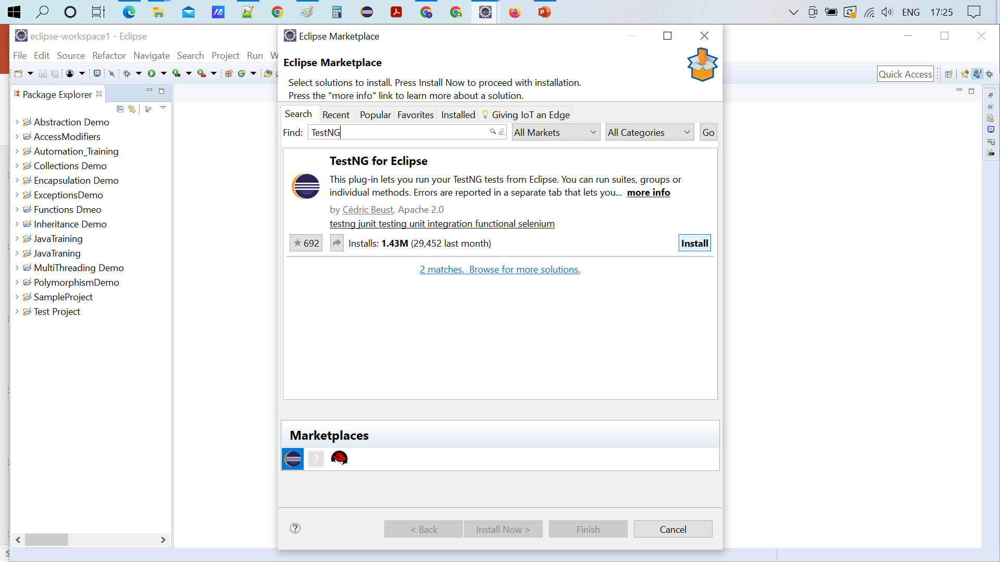 ENG
17:25
eclipse-workspace1 - Eclipse
File Edit Source Refactor Navigate Search Project Run W
Quick Access
Package Explorer
Abstraction Demo
AccessModifiers
Automation_Training
Collections Demo
Encapsulation Demo
ExceptionsDemo
Functions Dmeo
Inheritance Demo
JavaTraining
JavaTraning
MultiThreading Demo
PolymorphismDemo
SampleProject
Test Project
Eclipse Marketplace
Eclipse Marketplace
Select solutions to install. Press Install Now to proceed with installation.
Press the "more info" link to learn more about a solution.
Search Recent Popular Favorites Installed Giving IoT an Edge
Find: TestNG All Markets All Categories Go
TestNG for Eclipse
This plug-in lets you run your TestNG tests from Eclipse. You can run suites, groups or
individual methods. Errors are reported in a separate tab that lets you... more info
by Cédric Beust, Apache 2.0
testng junit testing unit integration functional selenium
692 Installs: 1.43M (29,452 last month) Install
2 matches. Browse for more solutions.
Marketplaces
?
? < Back Install Now > Finish Cancel